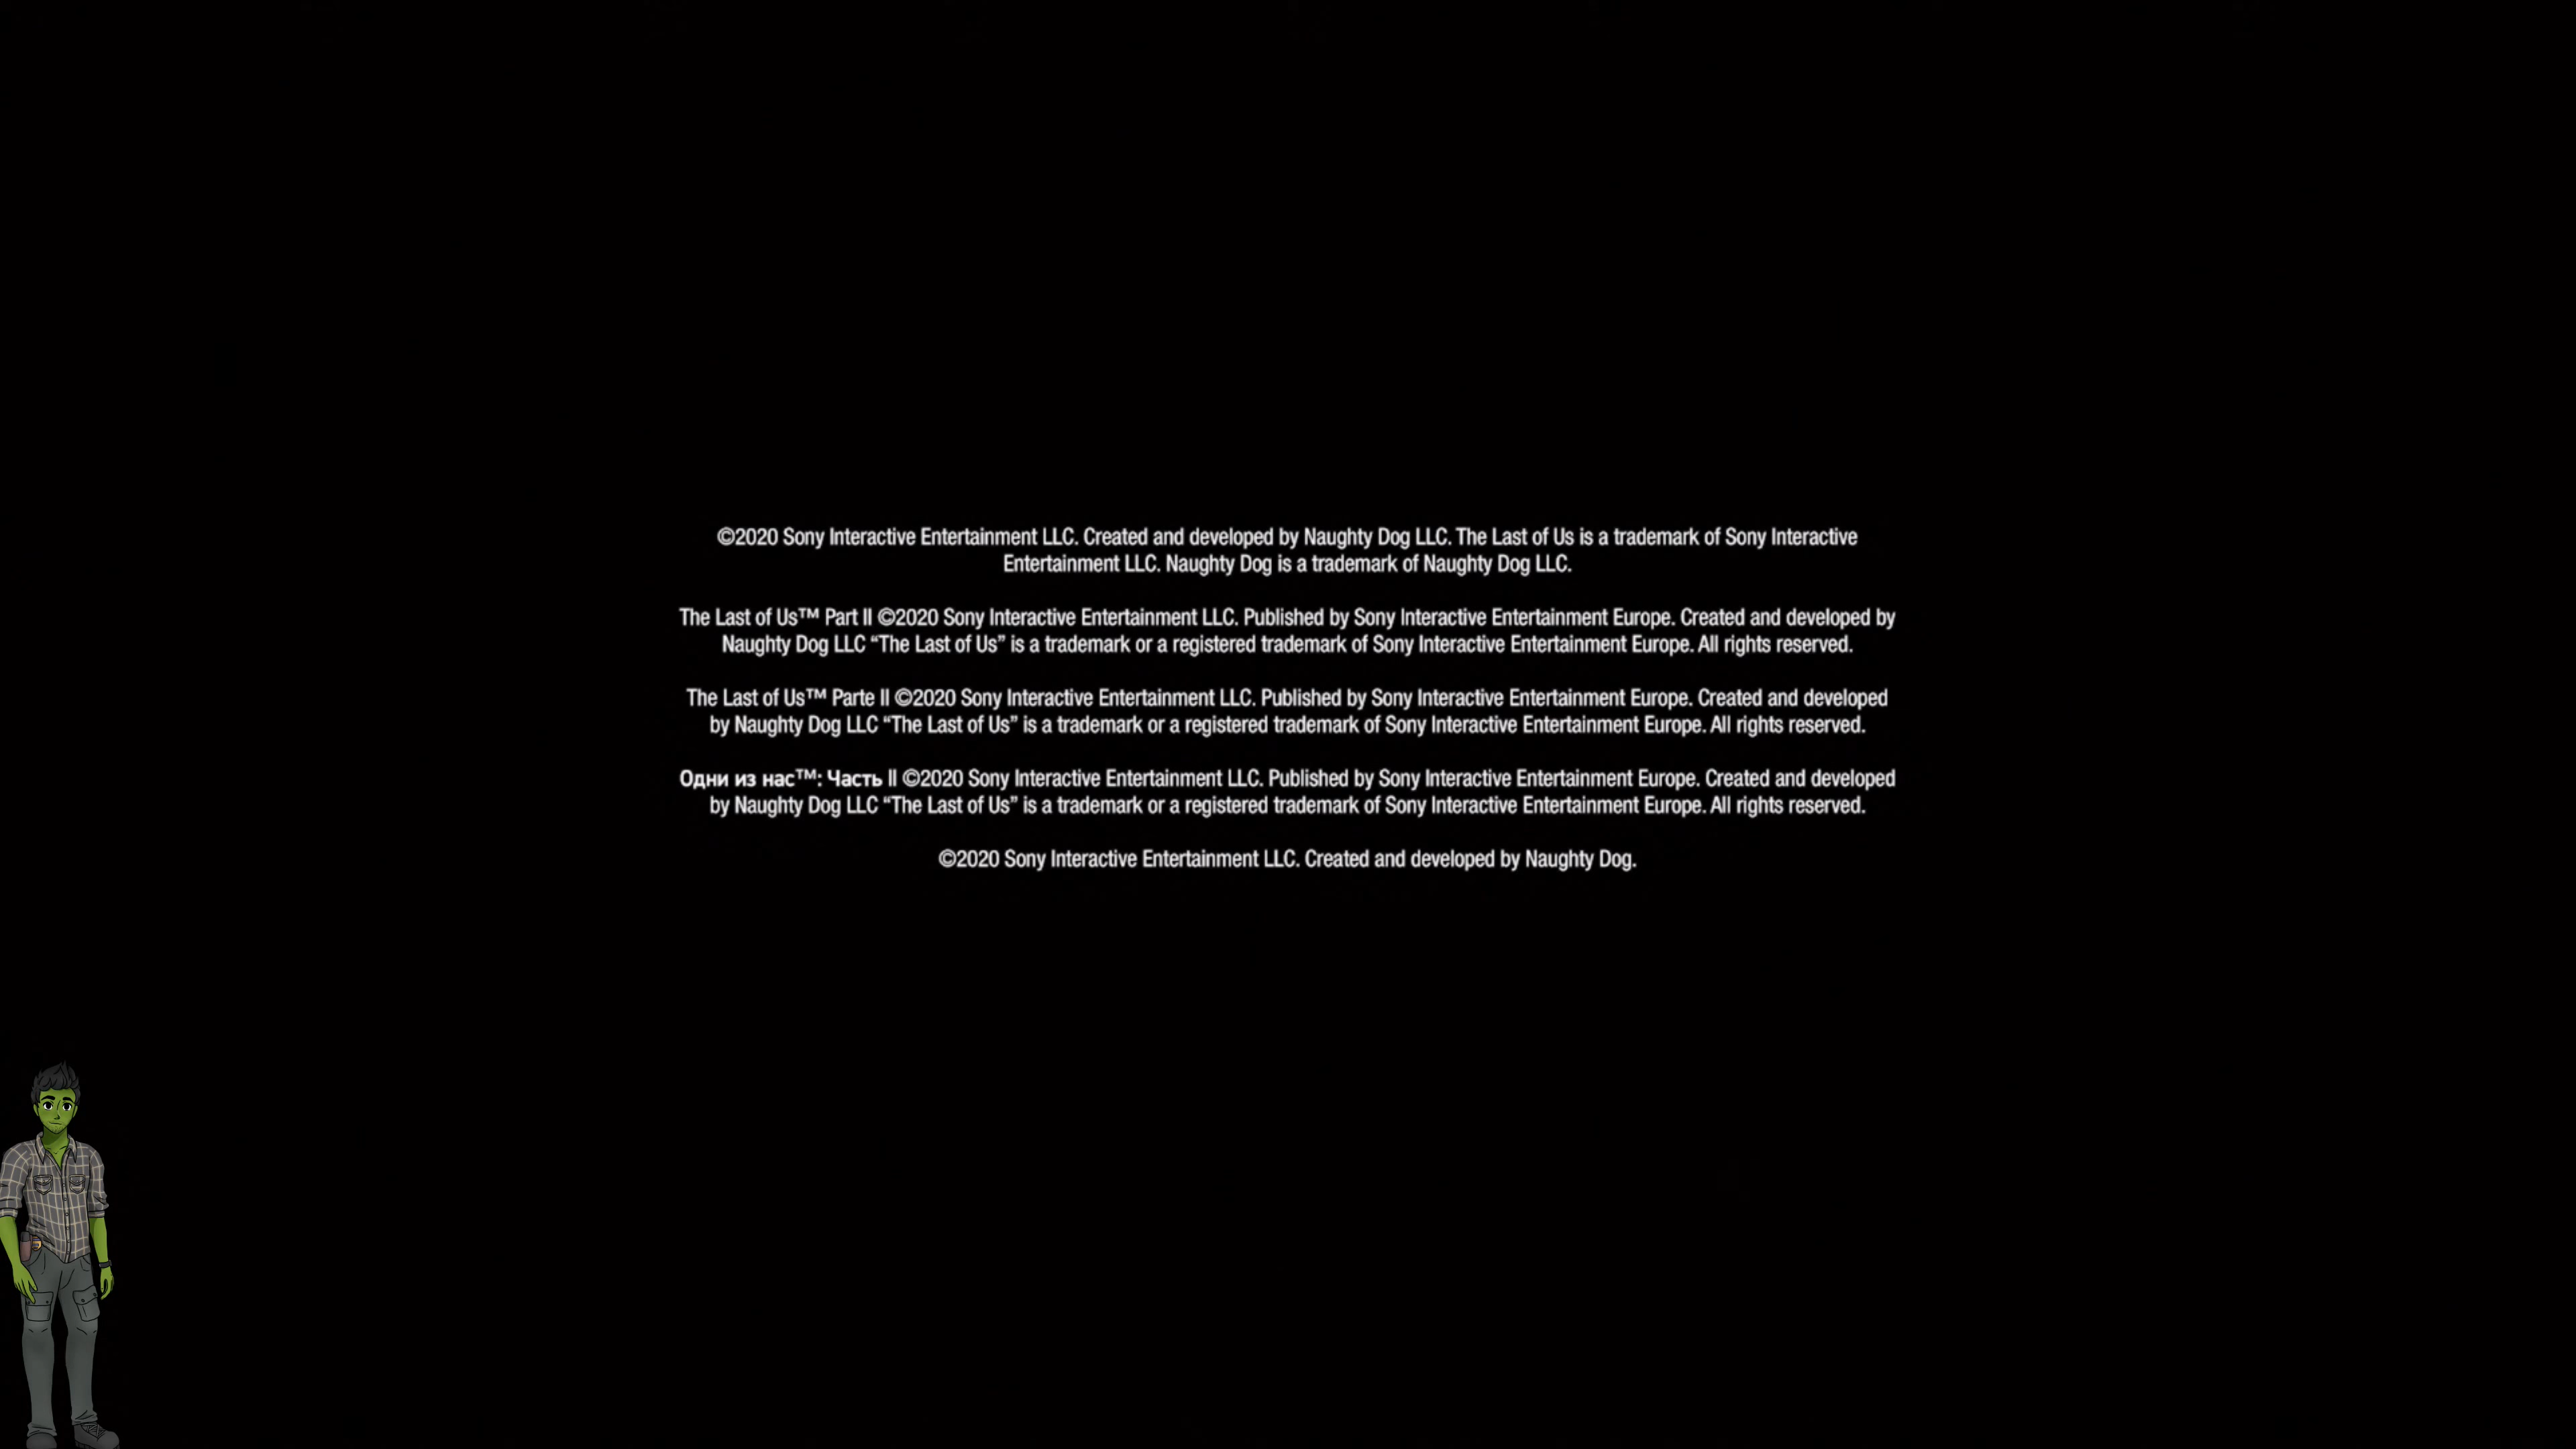 ©2020 Sony Interactive Entertainment LLC. Created and developed by Naughty Dog LLC. The Last of Us is a trademark of Sony Interactive
Entertainment LLC. Naughty Dog is a trademark of Naughty Dog LLC.
The Last of Us™ Part II ©2020 Sony Interactive Entertainment LLC. Published by Sony Interactive Entertainment Europe. Created and developed by
Naughty Dog LLC “The Last of Us” is a trademark or a registered trademark of Sony Interactive Entertainment Europe. All rights reserved.
The Last of Us™ Parte II ©2020 Sony Interactive Entertainment LLC. Published by Sony Interactive Entertainment Europe. Created and developed
by Naughty Dog LLC “The Last of Us” is a trademark or a registered trademark of Sony Interactive Entertainment Europe. All rights reserved.
Одни из нас™: Часть II ©2020 Sony Interactive Entertainment LLC. Published by Sony Interactive Entertainment Europe. Created and developed
by Naughty Dog LLC “The Last of Us” is a trademark or a registered trademark of Sony Interactive Entertainment Europe. All rights reserved.
©2020 Sony Interactive Entertainment LLC. Created and developed by Naughty Dog.